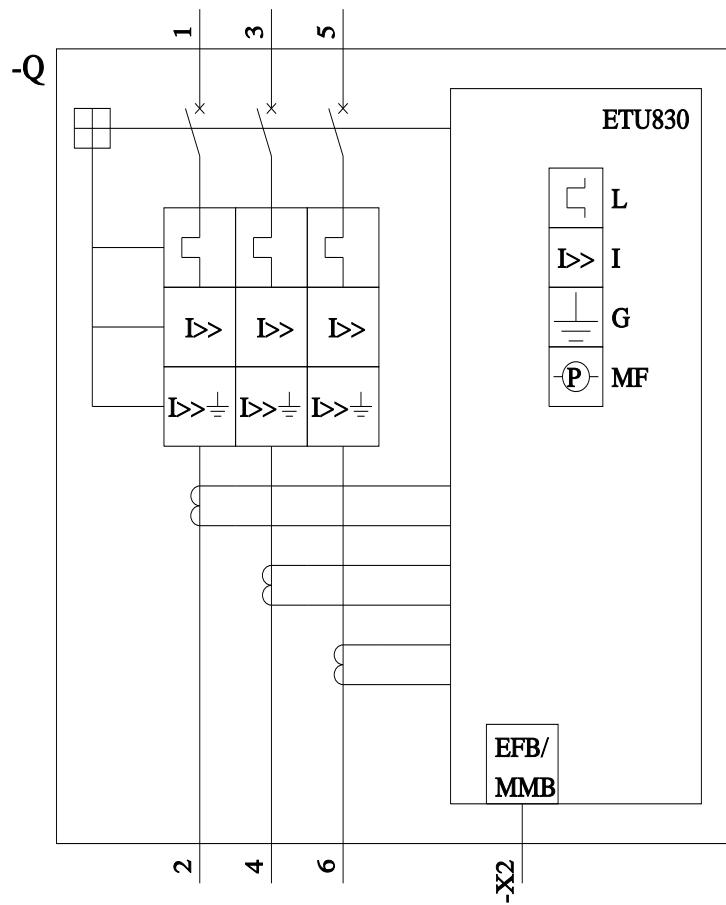 1 3 5
-Q
ETU830
L
I>> I
G
P MF
I>> I>> I>>
I>> I>> I>>
EFB/
MMB
2 4 6 -X2